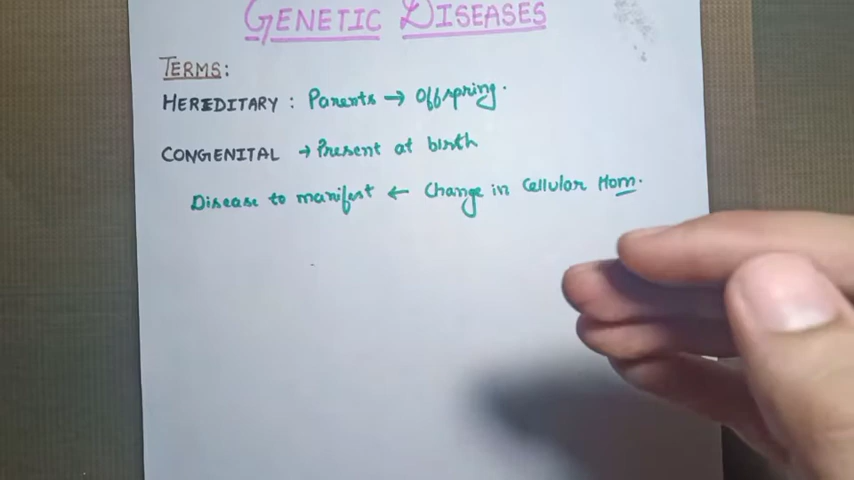 GENETIC DISEASES
TERMS:
HEREDITARY : Parents → Offspring.
CONGENITAL → Present at birth
Disease to manifest ← Change in Cellular Hom.